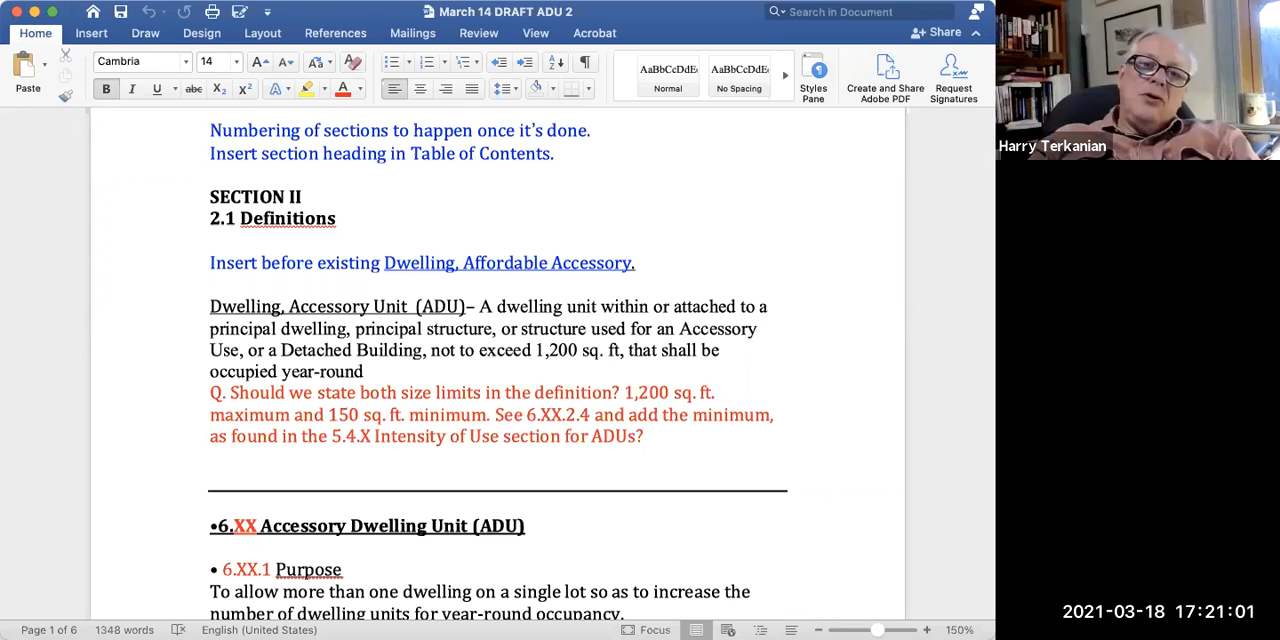 March 14 DRAFT ADU 2
Search in Document
Home Insert Draw Design Layout References Mailings Review View Acrobat
Share
Cambria 14
Paste
AaBbCcDdE
AaBbCcDdE
Normal
No Spacing
Styles
Pane
Create and Share
Adobe PDF
Request
Signatures
Numbering of sections to happen once it’s done.
Insert section heading in Table of Contents.
SECTION II
2.1 Definitions
Insert before existing Dwelling, Affordable Accessory.
Dwelling, Accessory Unit (ADU)– A dwelling unit within or attached to a
principal dwelling, principal structure, or structure used for an Accessory
Use, or a Detached Building, not to exceed 1,200 sq. ft, that shall be
occupied year-round
Q. Should we state both size limits in the definition? 1,200 sq. ft.
maximum and 150 sq. ft. minimum. See 6.XX.2.4 and add the minimum,
as found in the 5.4.X Intensity of Use section for ADUs?
•6.XX Accessory Dwelling Unit (ADU)
• 6.XX.1 Purpose
To allow more than one dwelling on a single lot so as to increase the
number of dwelling units for year-round occupancy.
Page 1 of 6 1348 words English (United States) Focus 150%
Harry Terkanian
2021-03-18 17:21:01